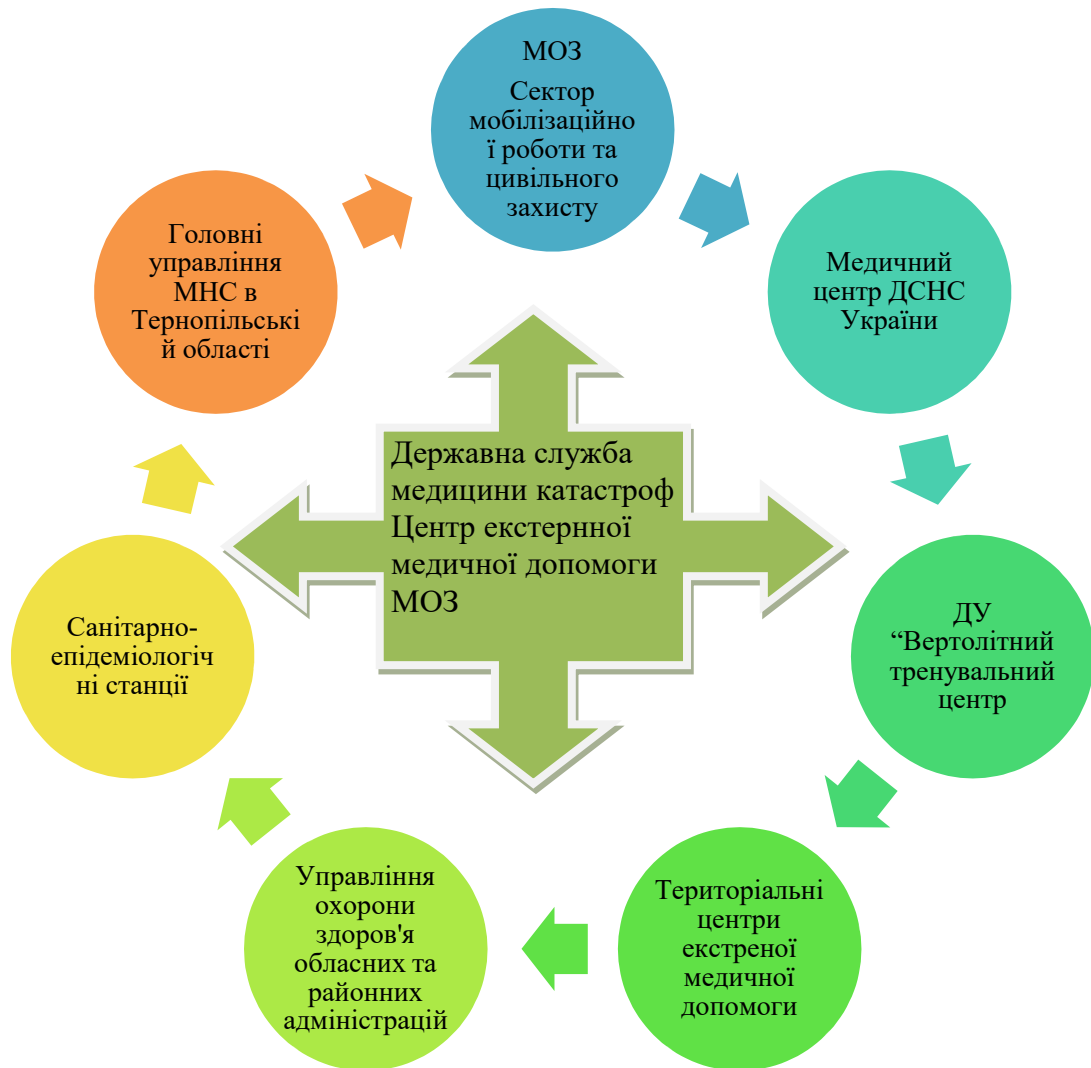 МОЗ
Сектор
мобілізаційно
ї роботи та
цивільного
захисту
Медичний
центр ДСНС
України
ДУ
“Вертолітний
тренувальний
центр
Територіальні
центри
екстреної
медичної
допомоги
Управління
охорони
здоров'я
обласних та
районних
адміністрацій
Санітарно-
епідеміологіч
ні станції
Головні
управління
МНС в
Тернопільські
й області
Державна служба
медицини катастроф
Центр екстернної
медичної допомоги
МОЗ